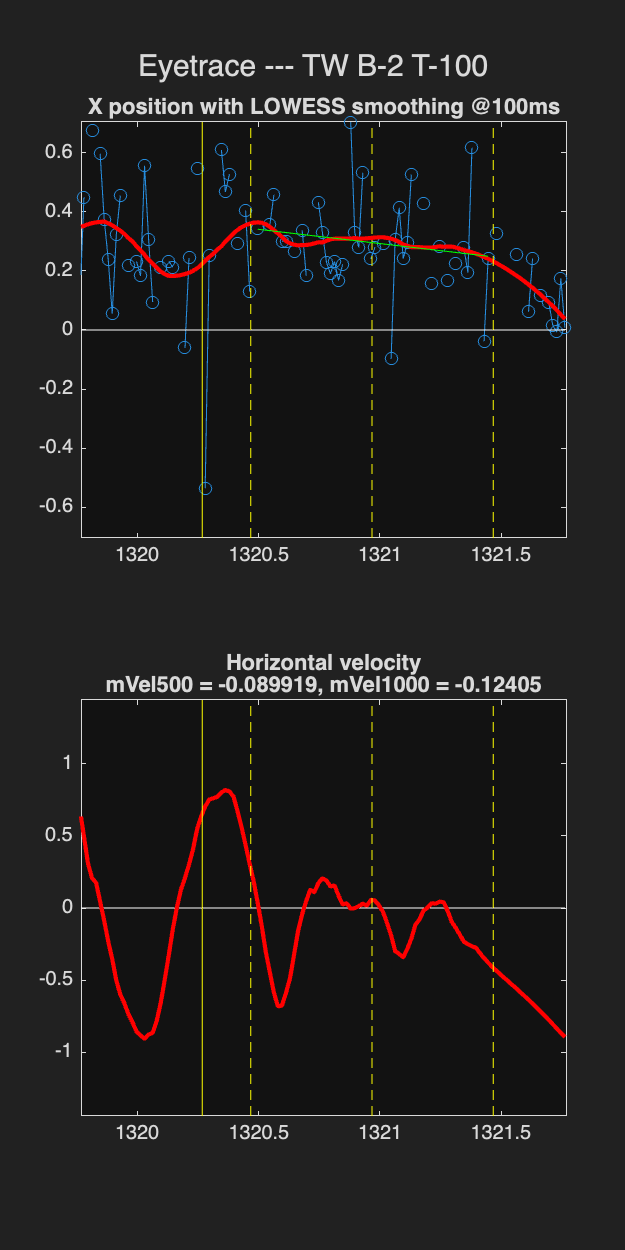 Eyetrace --- TW B-2 T-100
X position with LOWESS smoothing @100ms
0.6
0.4
0.2
0
-0.2
-0.4
-0.6
1320 1320.5 1321 1321.5
Horizontal velocity
mVel500 = -0.089919, mVel1000 = -0.12405
1
0.5
0
-0.5
-1
1320 1320.5 1321 1321.5